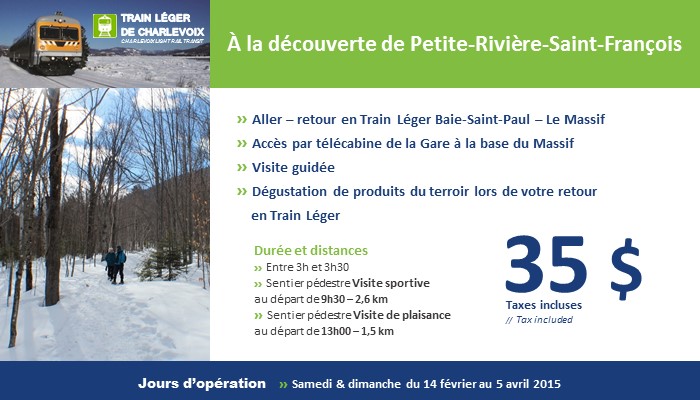 TRAIN LÉGER
DE CHARLEVOIX
CHARLEVOIX LIGHT RAIL TRANSIT
À la découverte de Petite-Rivière-Saint-François
›› Aller – retour en Train Léger Baie-Saint-Paul – Le Massif
›› Accès par télécabine de la Gare à la base du Massif
›› Visite guidée
›› Dégustation de produits du terroir lors de votre retour
en Train Léger
Durée et distances
›› Entre 3h et 3h30
›› Sentier pédestre Visite sportive
au départ de 9h30 – 2,6 km
›› Sentier pédestre Visite de plaisance
au départ de 13h00 – 1,5 km
35 $
Taxes incluses
// Tax included
Jours d'opération ›› Samedi & dimanche du 14 février au 5 avril 2015